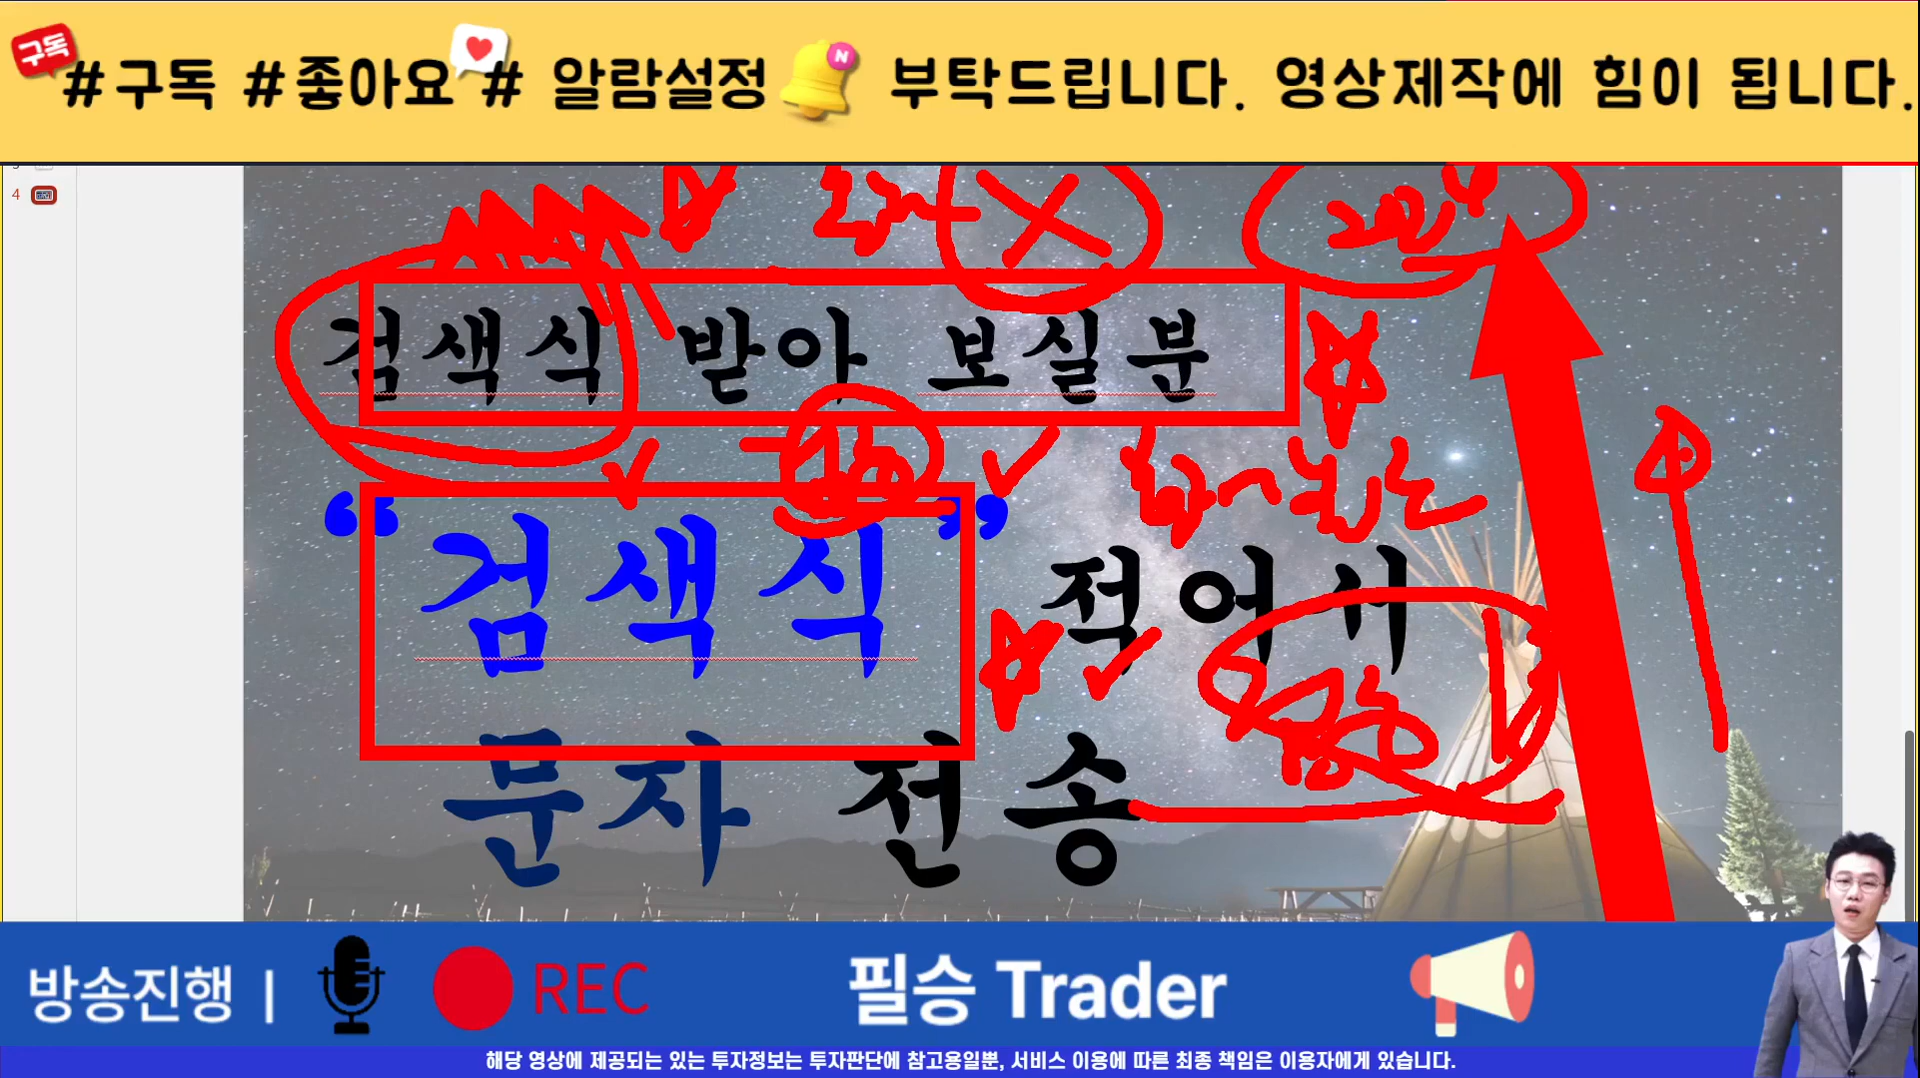 구독
#구독 #좋아요 # 알람설정 N 부탁드립니다. 영상제작에 힘이 됩니다.
4
검색식 받아 보실분
“검색식” 적어서
문자 전송
방송진행 | REC 필승 Trader
해당 영상에 제공되는 있는 투자정보는 투자판단에 참고용일뿐, 서비스 이용에 따른 최종 책임은 이용자에게 있습니다.